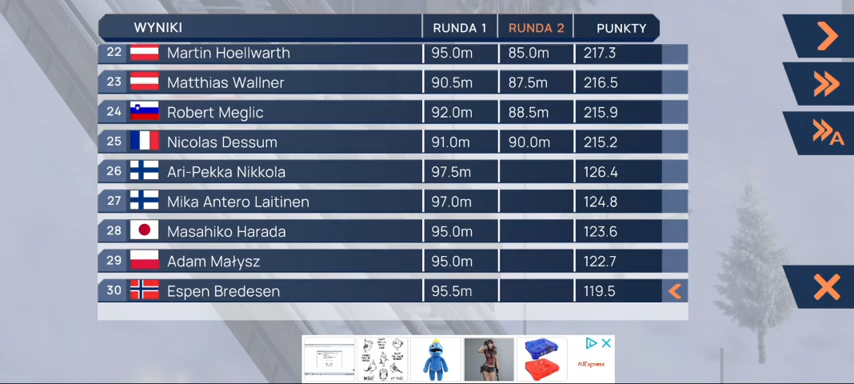 WYNIKI RUNDA 1 RUNDA 2 PUNKTY
22 Martin Hoellwarth 95.0m 85.0m 217.3
23 Matthias Wallner 90.5m 87.5m 216.5
24 Robert Meglic 92.0m 88.5m 215.9
25 Nicolas Dessum 91.0m 90.0m 215.2
26 Ari-Pekka Nikkola 97.5m 126.4
27 Mika Antero Laitinen 97.0m 124.8
28 Masahiko Harada 95.0m 123.6
29 Adam Małysz 95.0m 122.7
30 Espen Bredesen 95.5m 119.5
A
AliExpress